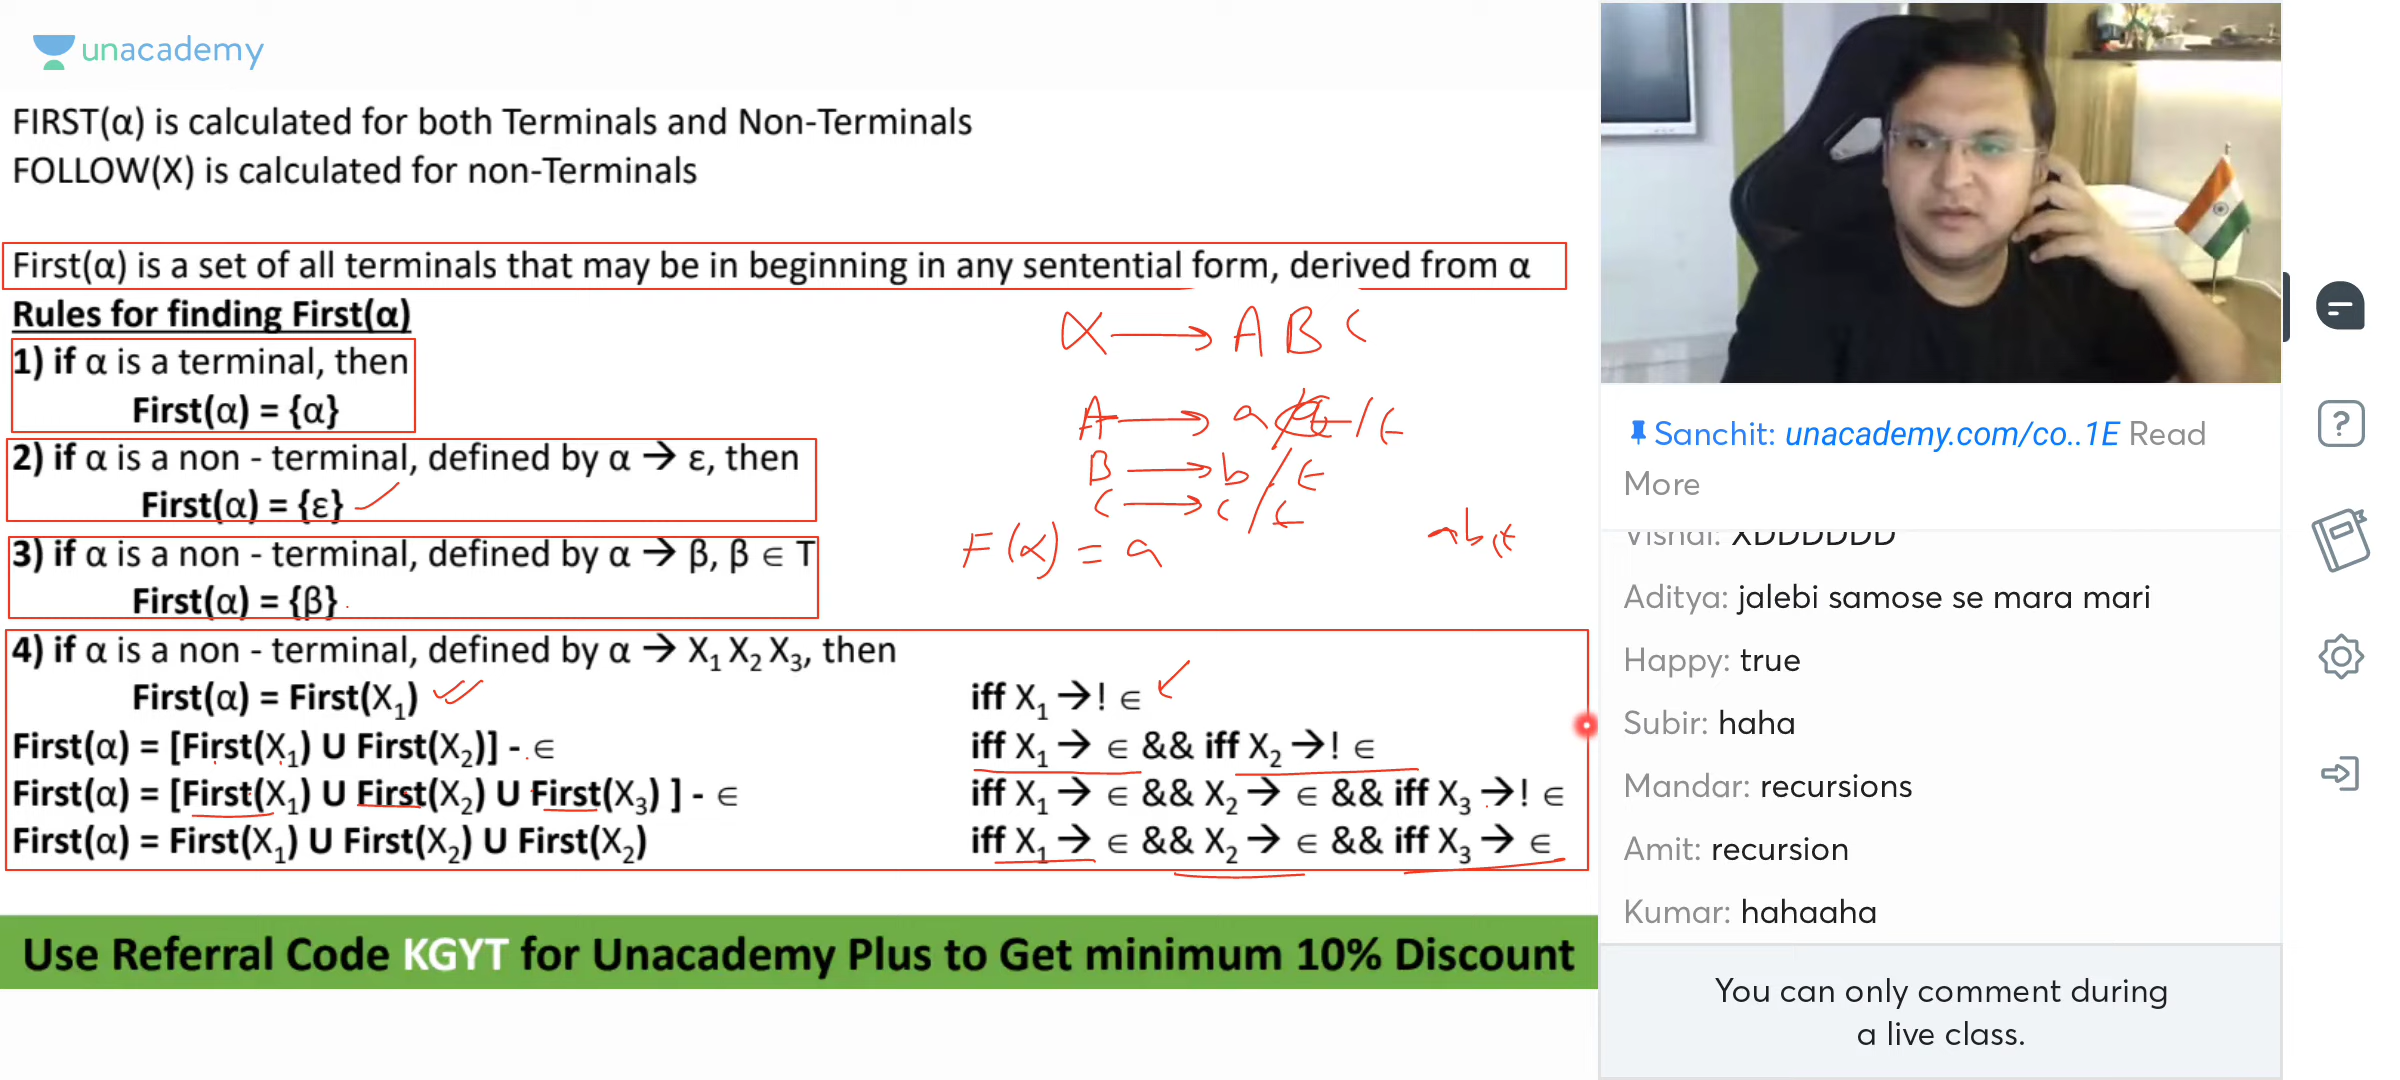 unacademy
FIRST(α) is calculated for both Terminals and Non-Terminals
FOLLOW(X) is calculated for non-Terminals
First(α) is a set of all terminals that may be in beginning in any sentential form, derived from α
Rules for finding First(α)
1) if α is a terminal, then
First(α) = {α}
2) if α is a non - terminal, defined by α → ε, then
First(α) = {ε}
3) if α is a non - terminal, defined by α → β, β ∈ T
First(α) = {β}
4) if α is a non - terminal, defined by α → X₁ X₂ X₃, then
First(α) = First(X₁) iff X₁ →! ∈
First(α) = [First(X₁) U First(X₂)] - ∈ iff X₁ → ∈ && iff X₂ →! ∈
First(α) = [First(X₁) U First(X₂) U First(X₃) ] - ∈ iff X₁ → ∈ && X₂ → ∈ && iff X₃ →! ∈
First(α) = First(X₁) U First(X₂) U First(X₂) iff X₁ → ∈ && X₂ → ∈ && iff X₃ → ∈
α → A B C
A → a / ∈
B → b / ∈
C → c / ∈
F(α) = a
Use Referral Code KGYT for Unacademy Plus to Get minimum 10% Discount
Sanchit: unacademy.com/co..1E Read
More
Vishal: XDDDDDD
Aditya: jalebi samose se mara mari
Happy: true
Subir: haha
Mandar: recursions
Amit: recursion
Kumar: hahaaha
You can only comment during
a live class.
?